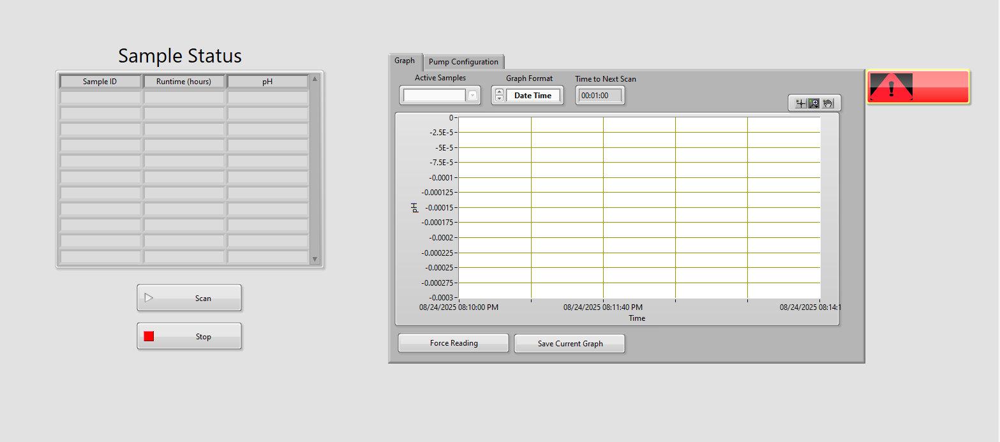 Sample Status
Sample ID Runtime (hours) pH
Scan
Stop
Graph Pump Configuration
Active Samples Graph Format Time to Next Scan
Date Time 00:01:00
0
-2.5E-5
-5E-5
-7.5E-5
-0.0001
-0.000125
-0.00015
-0.000175
-0.0002
-0.000225
-0.00025
-0.000275
-0.0003
pH
08/24/2025 08:10:00 PM 08/24/2025 08:11:40 PM 08/24/2025 08:14:1
Time
Force Reading Save Current Graph
!